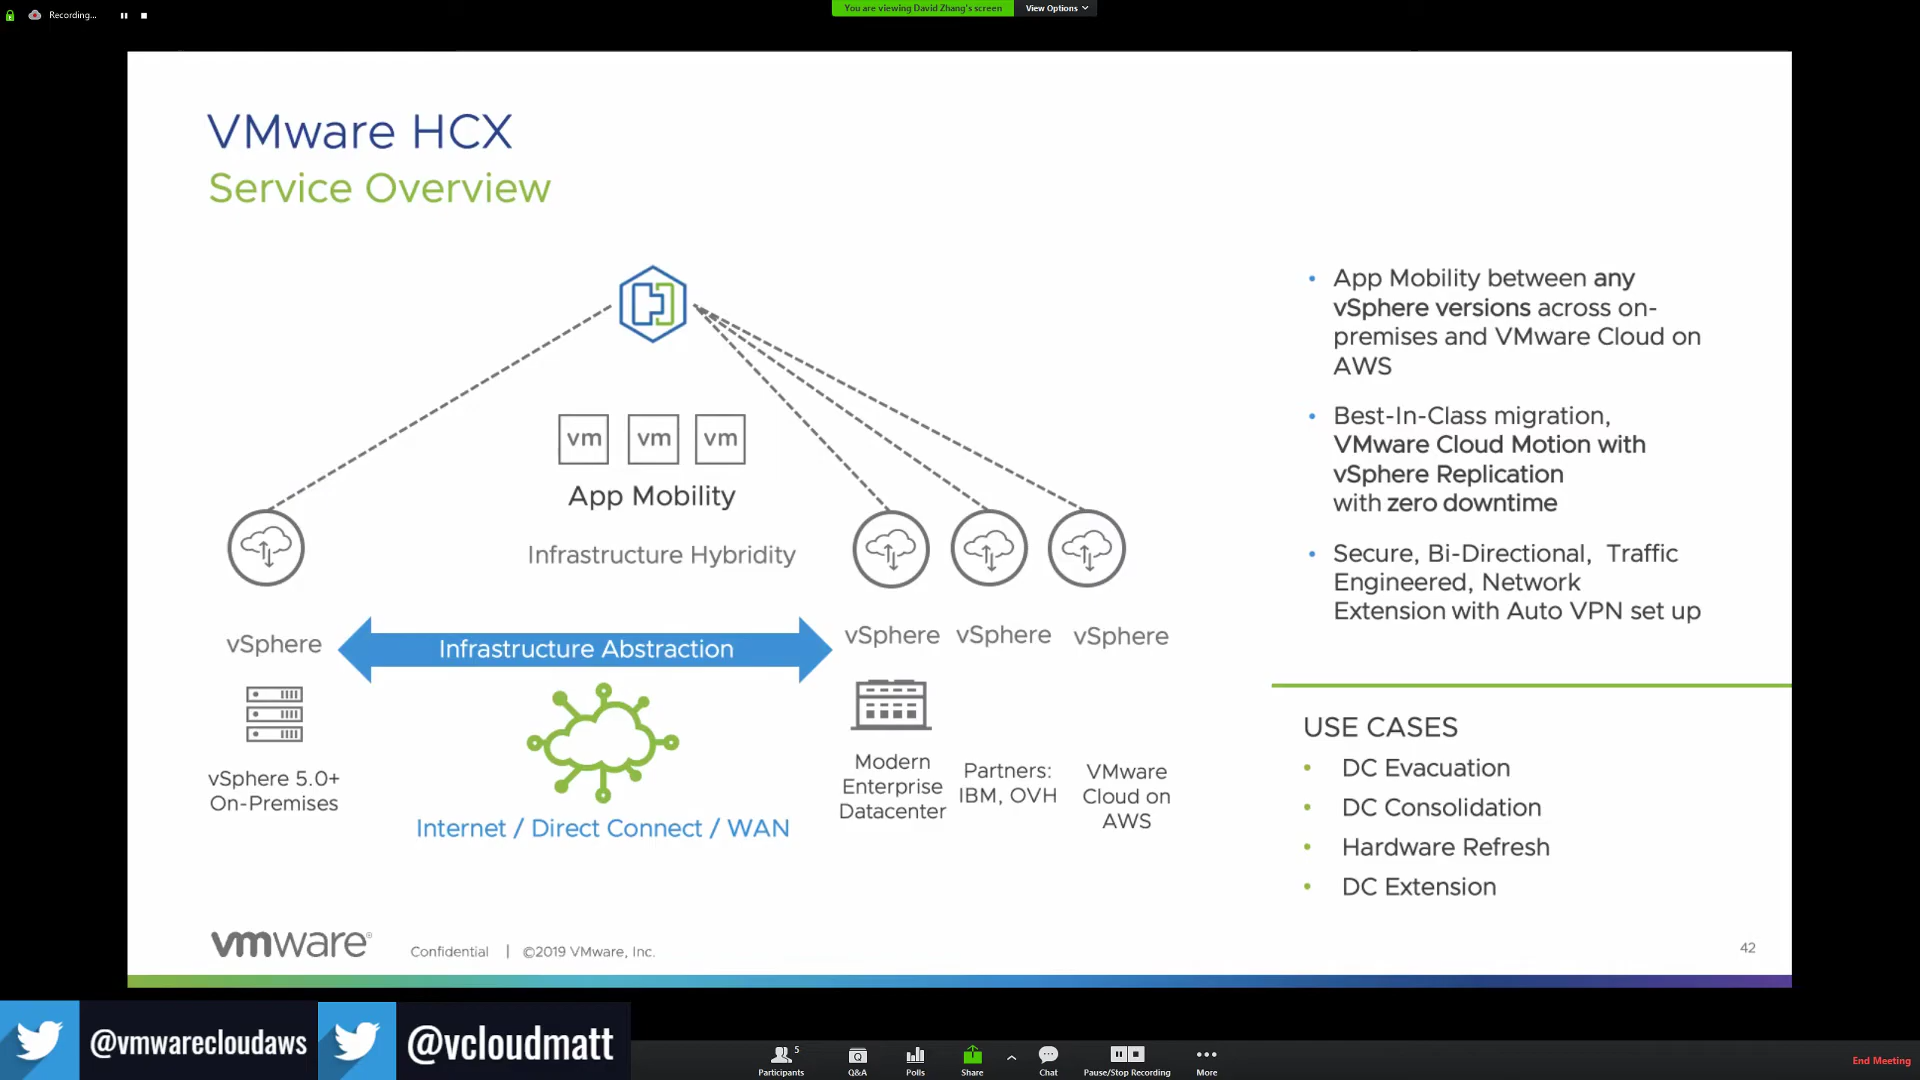 Recording...
You are viewing David Zhang's screen
View Options
VMware HCX
Service Overview
vm vm vm
App Mobility
Infrastructure Hybridity
vSphere
Infrastructure Abstraction
vSphere vSphere vSphere
vSphere 5.0+
On-Premises
Internet / Direct Connect / WAN
Modern
Enterprise
Datacenter
Partners:
IBM, OVH
VMware
Cloud on
AWS
• App Mobility between any
vSphere versions across on-
premises and VMware Cloud on
AWS
• Best-In-Class migration,
VMware Cloud Motion with
vSphere Replication
with zero downtime
• Secure, Bi-Directional, Traffic
Engineered, Network
Extension with Auto VPN set up
USE CASES
• DC Evacuation
• DC Consolidation
• Hardware Refresh
• DC Extension
vmware®
Confidential | ©2019 VMware, Inc.
42
@vmwarecloudaws
@vcloudmatt
5
Q
Participants
Q&A
Polls
Share
Chat
Pause/Stop Recording
More
End Meeting